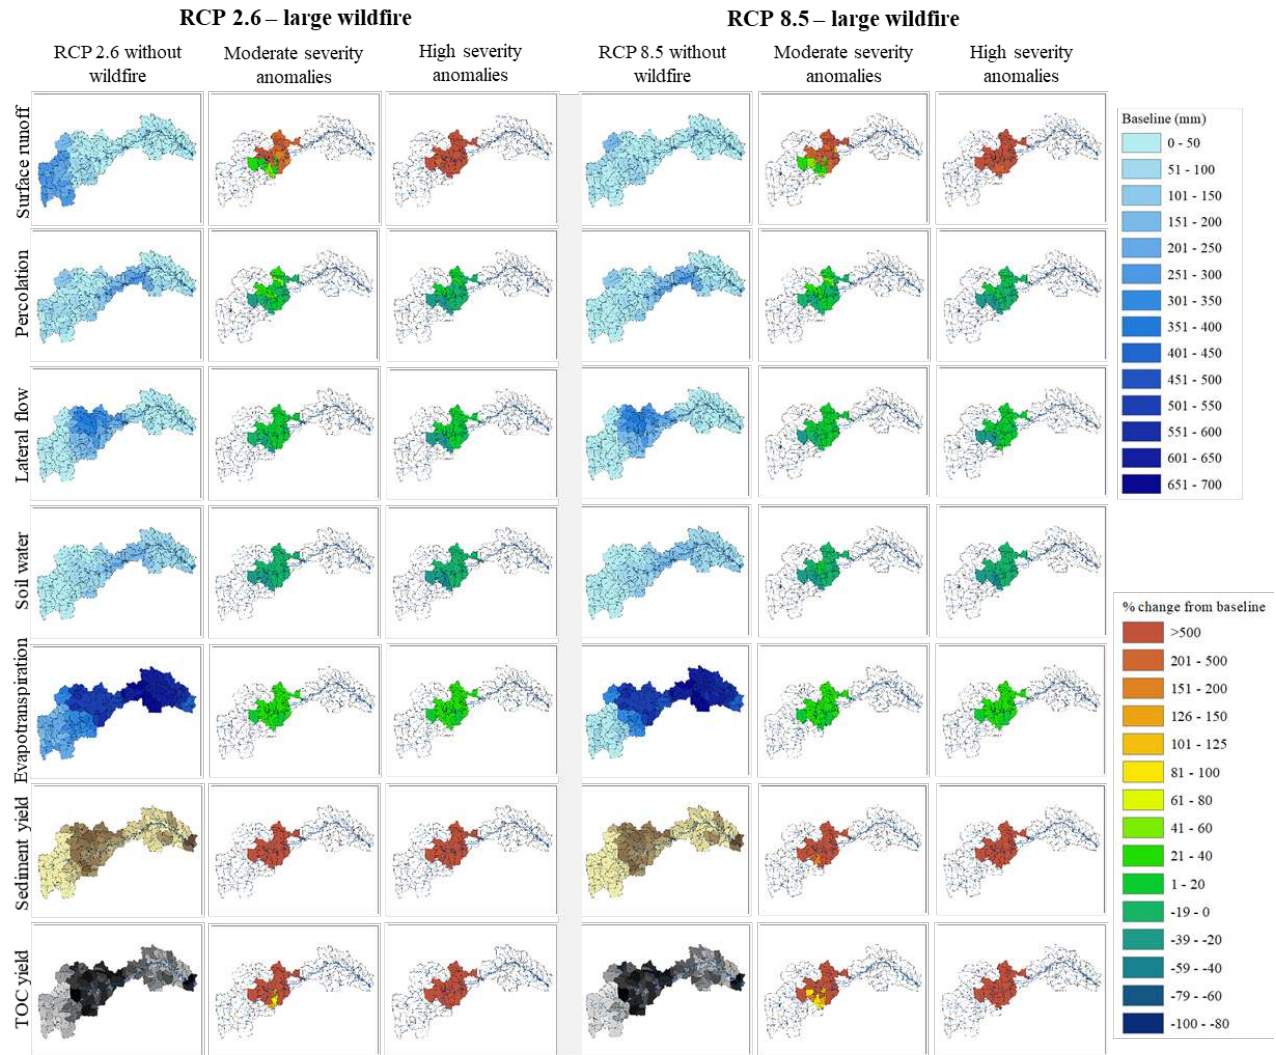 RCP 2.6 – large wildfire
RCP 8.5 – large wildfire
RCP 2.6 without
wildfire
Moderate severity
anomalies
High severity
anomalies
RCP 8.5 without
wildfire
Moderate severity
anomalies
High severity
anomalies
Surface runoff
Percolation
Lateral flow
Soil water
Evapotranspiration
Sediment yield
TOC yield
Baseline (mm)
0 - 50
51 - 100
101 - 150
151 - 200
201 - 250
251 - 300
301 - 350
351 - 400
401 - 450
451 - 500
501 - 550
551 - 600
601 - 650
651 - 700
% change from baseline
>500
201 - 500
151 - 200
126 - 150
101 - 125
81 - 100
61 - 80
41 - 60
21 - 40
1 - 20
-19 - 0
-39 - -20
-59 - -40
-79 - -60
-100 - -80